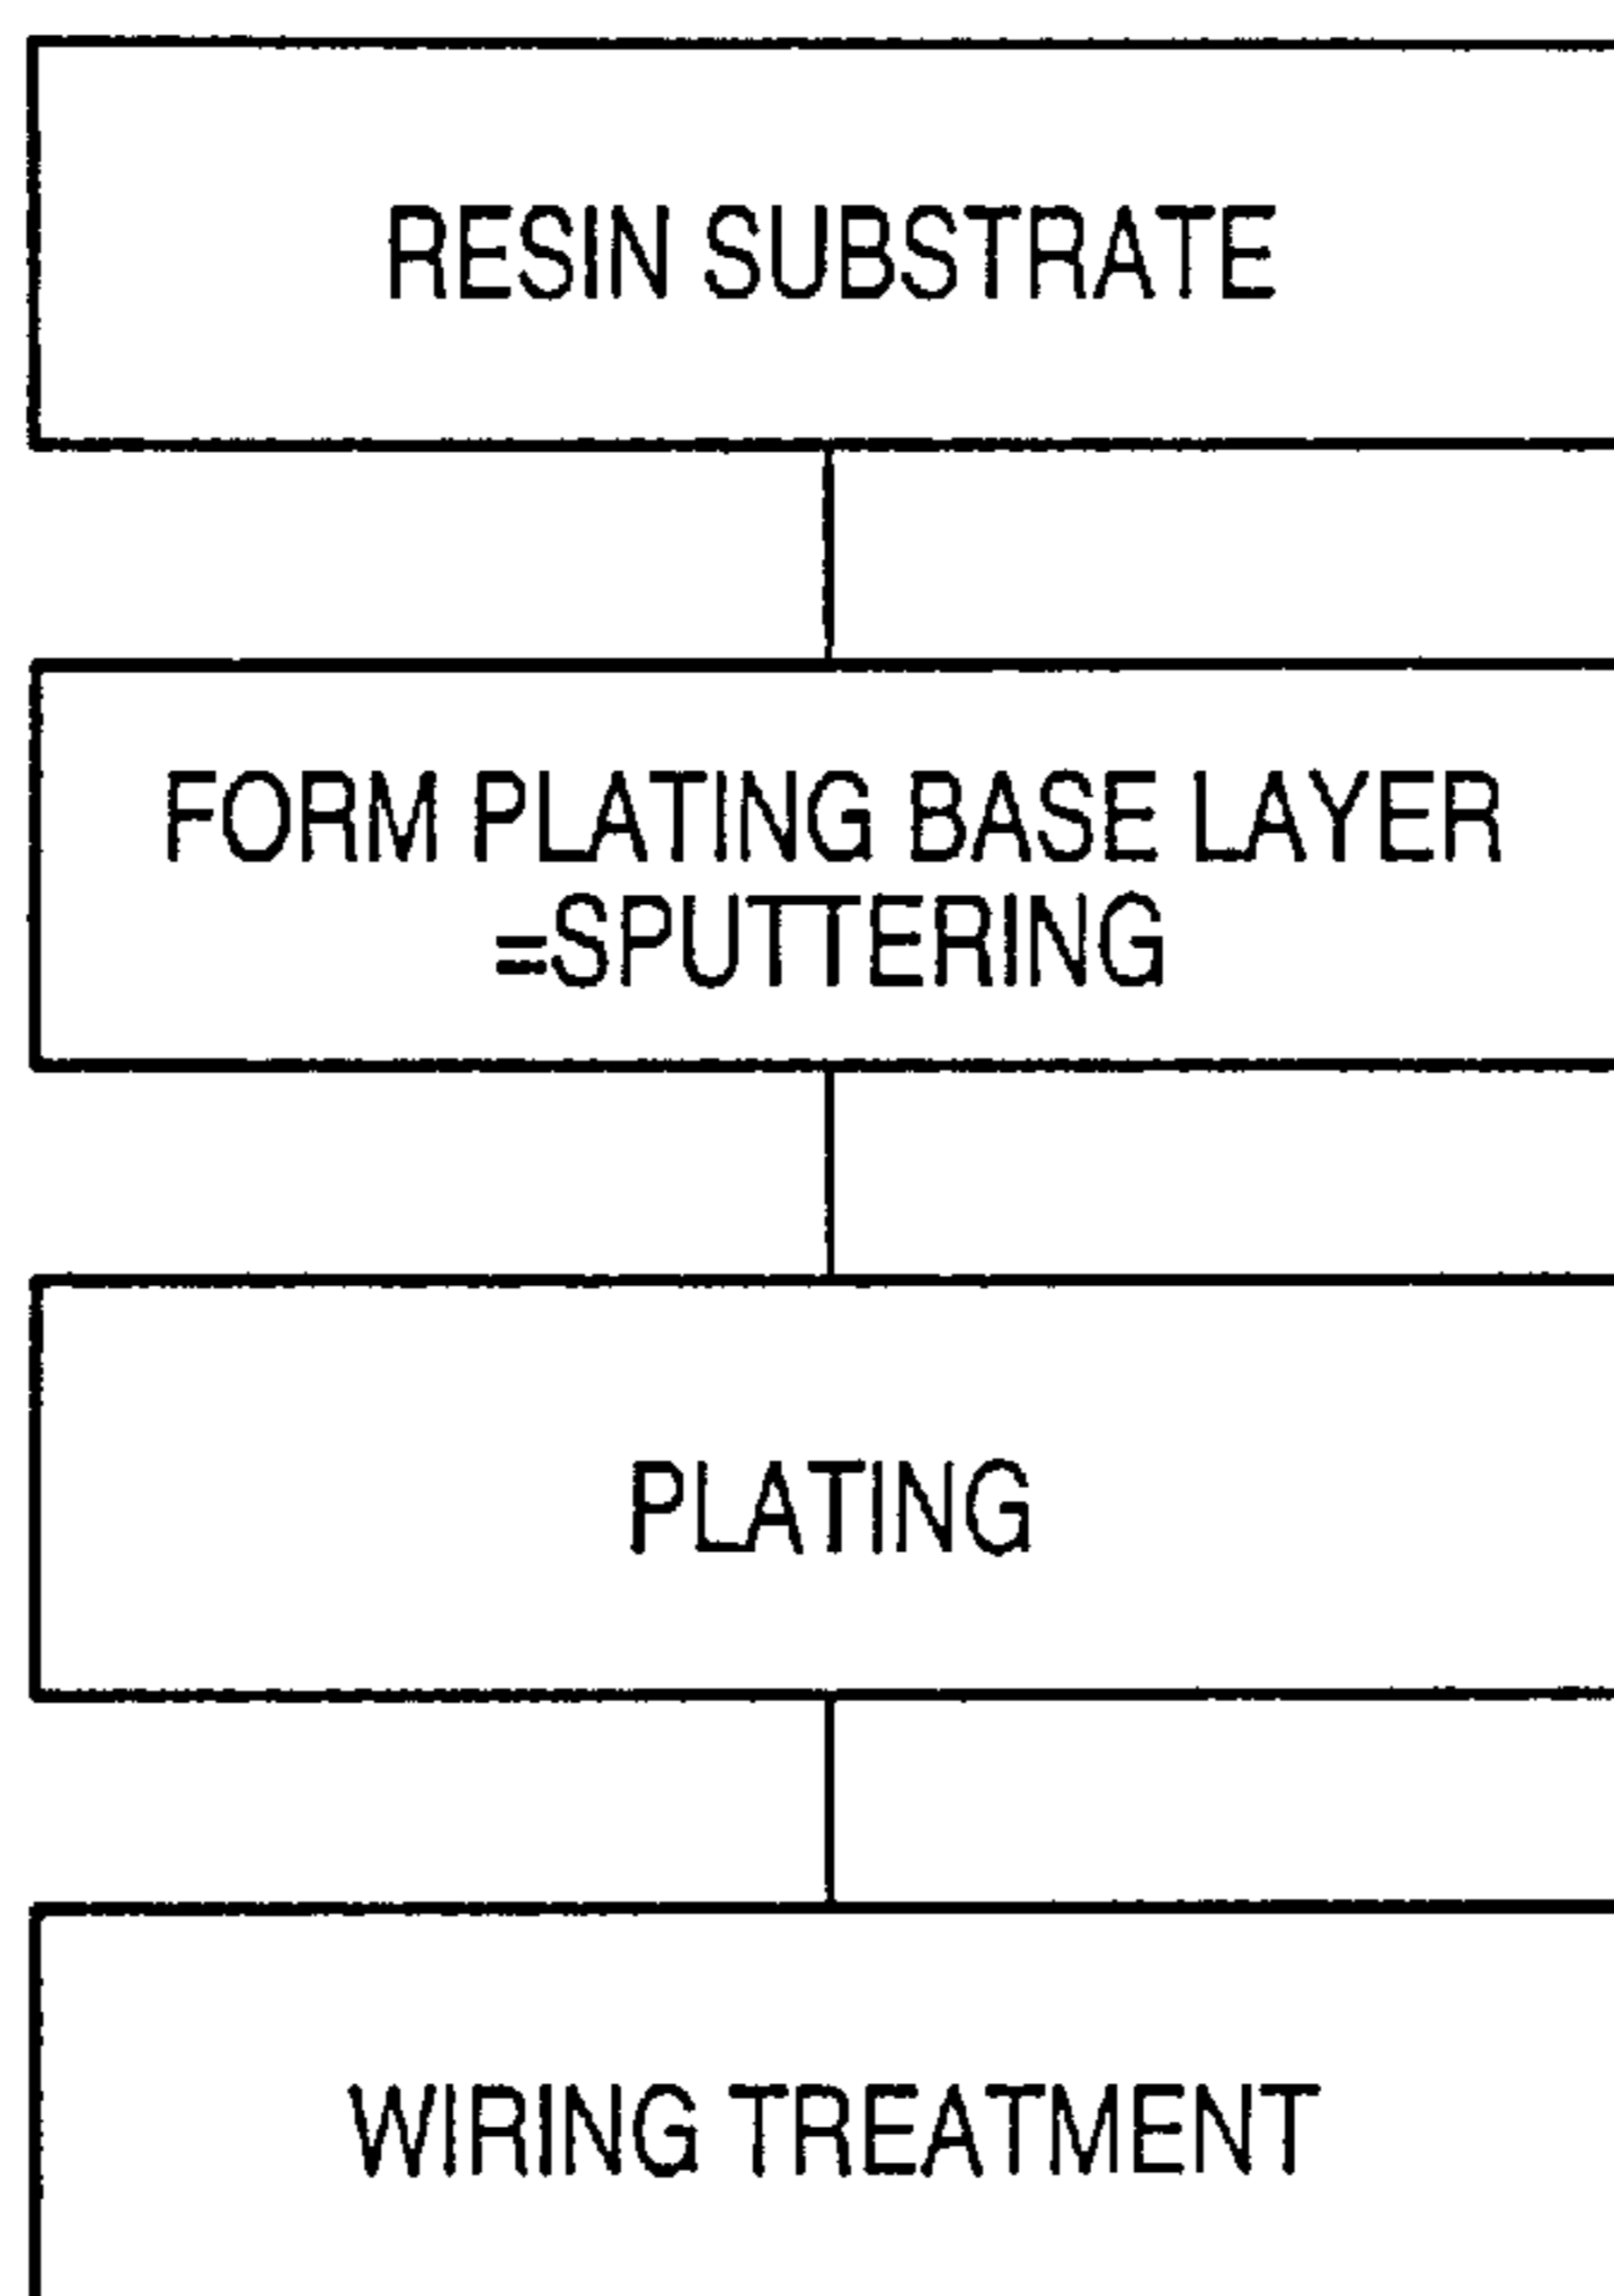 RESIN SUBSTRATE
FORM PLATING BASE LAYER
=SPUTTERING
PLATING
WIRING TREATMENT